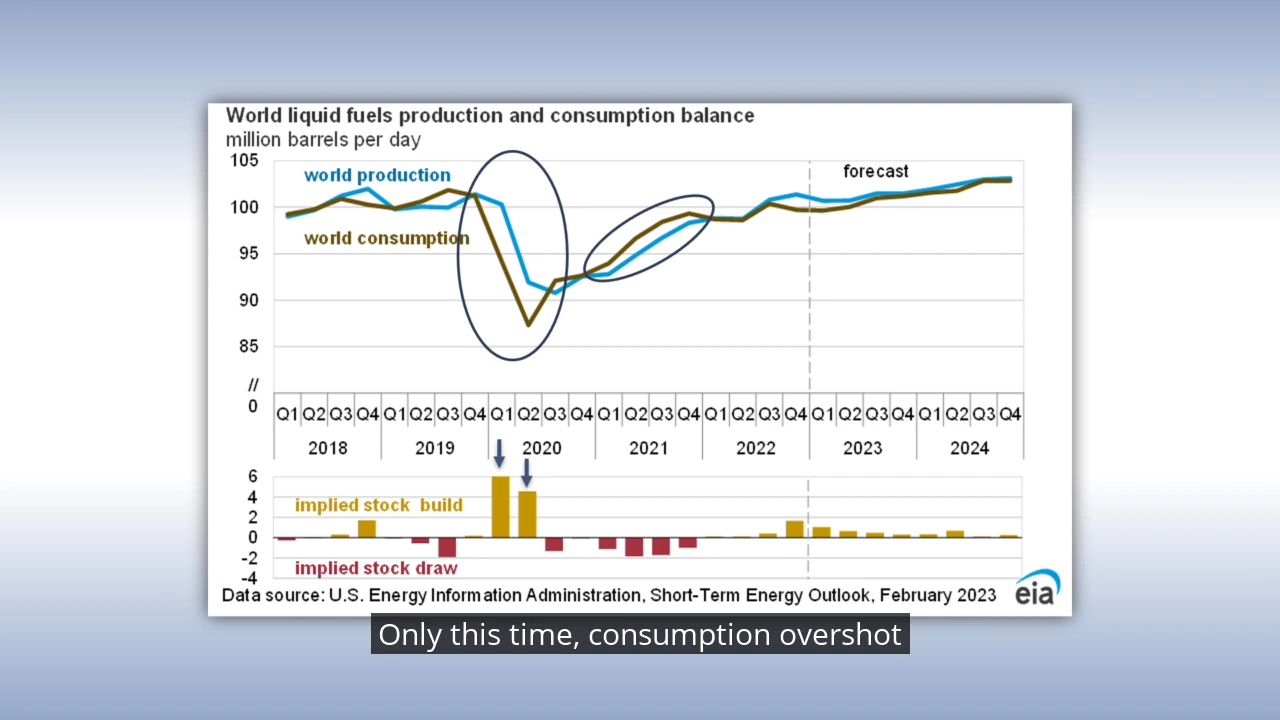 World liquid fuels production and consumption balance
million barrels per day
105
world production
forecast
100
world consumption
95
90
85
//
0
Q1 Q2 Q3 Q4 Q1 Q2 Q3 Q4 Q1 Q2 Q3 Q4 Q1 Q2 Q3 Q4 Q1 Q2 Q3 Q4 Q1 Q2 Q3 Q4 Q1 Q2 Q3 Q4
2018 2019 2020 2021 2022 2023 2024
6
implied stock build
4
2
0
-2
implied stock draw
-4
Data source: U.S. Energy Information Administration, Short-Term Energy Outlook, February 2023
eia
Only this time, consumption overshot